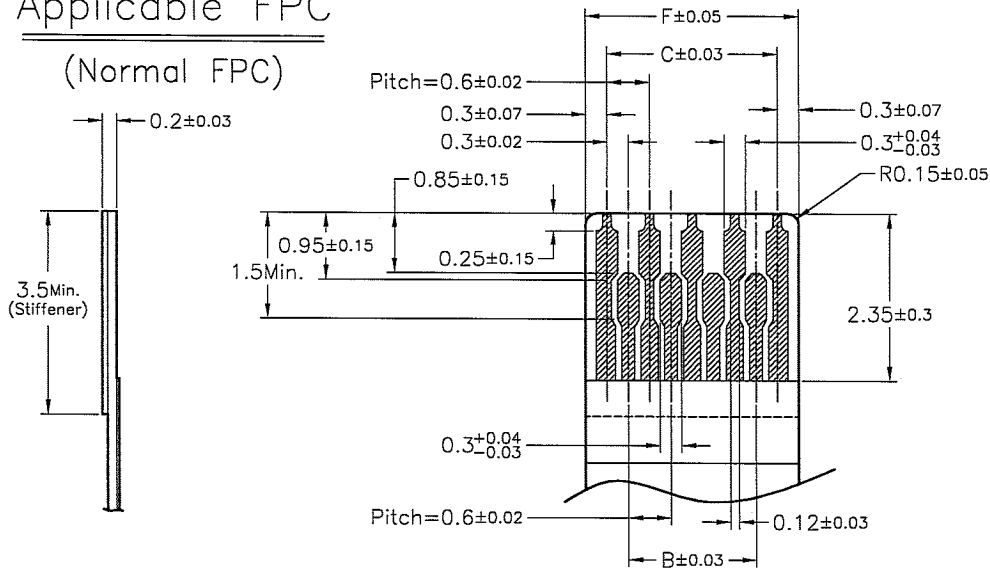 Applicable FPC
(Normal FPC)
0.2±0.03
3.5Min.
(Stiffener)
F±0.05
C±0.03
Pitch=0.6±0.02
0.3±0.07
0.3±0.02
0.3±0.07
0.3+0.04
-0.03
R0.15±0.05
0.85±0.15
0.95±0.15
0.25±0.15
1.5Min.
2.35±0.3
0.3+0.04
-0.03
Pitch=0.6±0.02
0.12±0.03
B±0.03